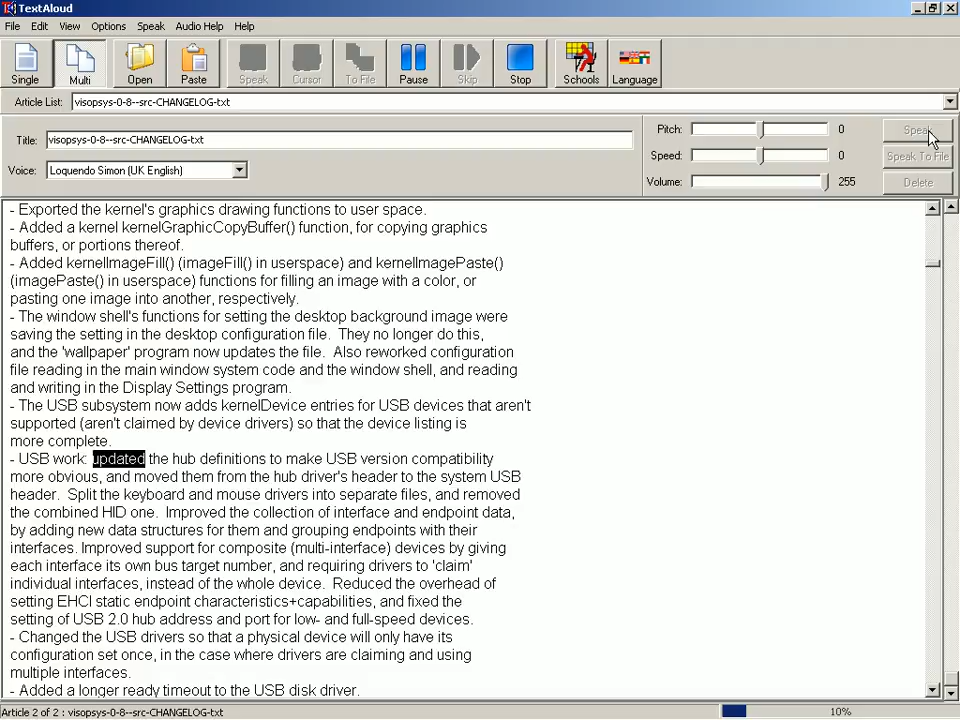 TextAloud
File Edit View Options Speak Audio Help Help
Single Multi Open Paste Speak Cursor To File Pause Skip Stop Schools Language
Article List: visopsys-0-8--src-CHANGELOG-txt
Title: visopsys-0-8--src-CHANGELOG-txt
Voice: Loquendo Simon (UK English)
Pitch: 0 Speak
Speed: 0 Speak To File
Volume: 255 Delete
- Exported the kernel's graphics drawing functions to user space.
- Added a kernel kernelGraphicCopyBuffer() function, for copying graphics
buffers, or portions thereof.
- Added kernelImageFill() (imageFill() in userspace) and kernelImagePaste()
(imagePaste() in userspace) functions for filling an image with a color, or
pasting one image into another, respectively.
- The window shell's functions for setting the desktop background image were
saving the setting in the desktop configuration file.  They no longer do this,
and the 'wallpaper' program now updates the file.  Also reworked configuration
file reading in the main window system code and the window shell, and reading
and writing in the Display Settings program.
- The USB subsystem now adds kernelDevice entries for USB devices that aren't
supported (aren't claimed by device drivers) so that the device listing is
more complete.
- USB work: updated the hub definitions to make USB version compatibility
more obvious, and moved them from the hub driver's header to the system USB
header.  Split the keyboard and mouse drivers into separate files, and removed
the combined HID one.  Improved the collection of interface and endpoint data,
by adding new data structures for them and grouping endpoints with their
interfaces. Improved support for composite (multi-interface) devices by giving
each interface its own bus target number, and requiring drivers to 'claim'
individual interfaces, instead of the whole device.  Reduced the overhead of
setting EHCI static endpoint characteristics+capabilities, and fixed the
setting of USB 2.0 hub address and port for low- and full-speed devices.
- Changed the USB drivers so that a physical device will only have its
configuration set once, in the case where drivers are claiming and using
multiple interfaces.
- Added a longer ready timeout to the USB disk driver.
Article 2 of 2 : visopsys-0-8--src-CHANGELOG-txt 10%